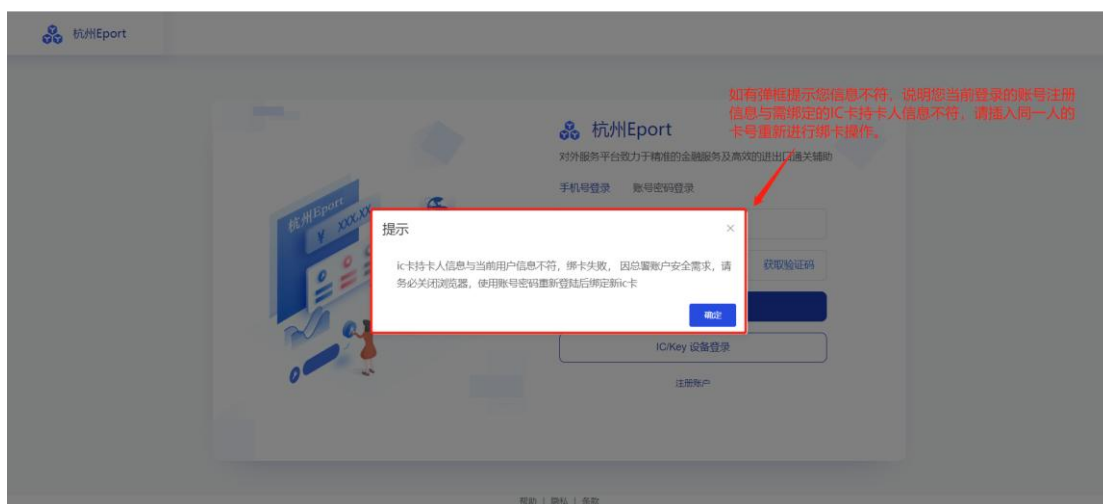 杭州Eport
如有弹框提示您信息不符，说明您当前登录的账号注册
信息与需绑定的IC卡持卡人信息不符，请插入同一人的
卡号重新进行绑卡操作。
杭州Eport
对外服务平台致力于精准的金融服务及高效的进出口通关辅助
手机号登录 账号密码登录
杭州Eport
¥ XXX,XX
提示 ×
ic卡持卡人信息与当前用户信息不符，绑卡失败， 因总署账户安全需求，请
务必关闭浏览器，使用账号密码重新登陆后绑定新ic卡
获取验证码
确定
IC/Key 设备登录
注册账户
帮助 | 隐私 | 条款